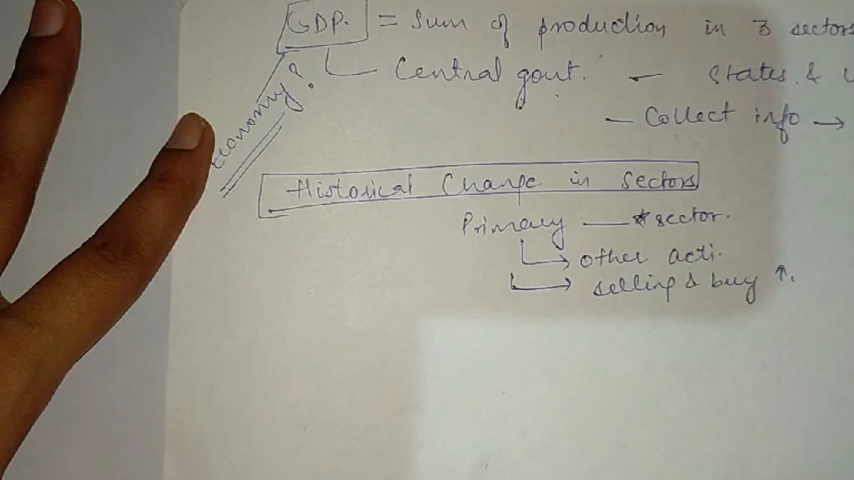 GDP. = Sum of production in 3 sectors
Economy?
Central govt. - States &
- Collect info →
Historical Change in Sectors
Primary — * sector.
other acti.
selling & buy ↑.